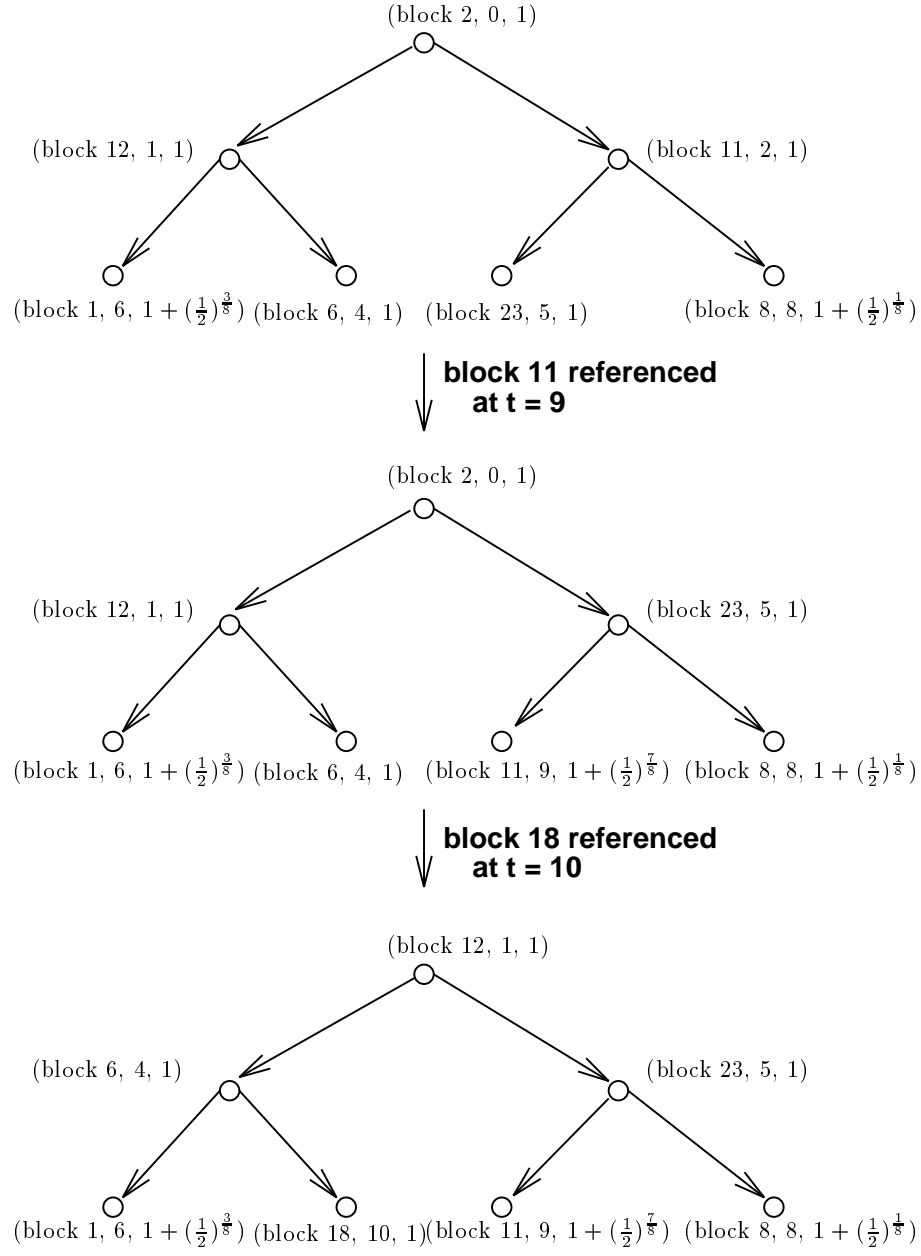 (block 2, 0, 1)
(block 12, 1, 1)
(block 11, 2, 1)
(block 1, 6, 1 + (1/2)^(3/8))
(block 6, 4, 1)
(block 23, 5, 1)
(block 8, 8, 1 + (1/2)^(1/8))
block 11 referenced
at t = 9
(block 2, 0, 1)
(block 12, 1, 1)
(block 23, 5, 1)
(block 1, 6, 1 + (1/2)^(3/8))
(block 6, 4, 1)
(block 11, 9, 1 + (1/2)^(7/8))
(block 8, 8, 1 + (1/2)^(1/8))
block 18 referenced
at t = 10
(block 12, 1, 1)
(block 6, 4, 1)
(block 23, 5, 1)
(block 1, 6, 1 + (1/2)^(3/8))
(block 18, 10, 1)
(block 11, 9, 1 + (1/2)^(7/8))
(block 8, 8, 1 + (1/2)^(1/8))